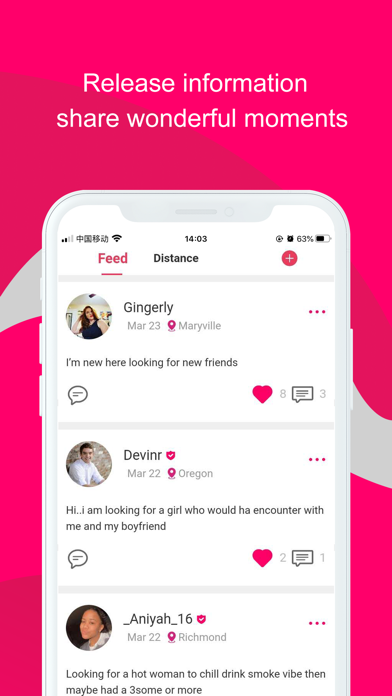 Release information
share wonderful moments
中国移动 14:03 63%
Feed Distance
Gingerly
Mar 23 Maryville
I'm new here looking for new friends
8 3
Devinr
Mar 22 Oregon
Hi..i am looking for a girl who would ha encounter with
me and my boyfriend
2 1
_Aniyah_16
Mar 22 Richmond
Looking for a hot woman to chill drink smoke vibe then
maybe had a 3some or more